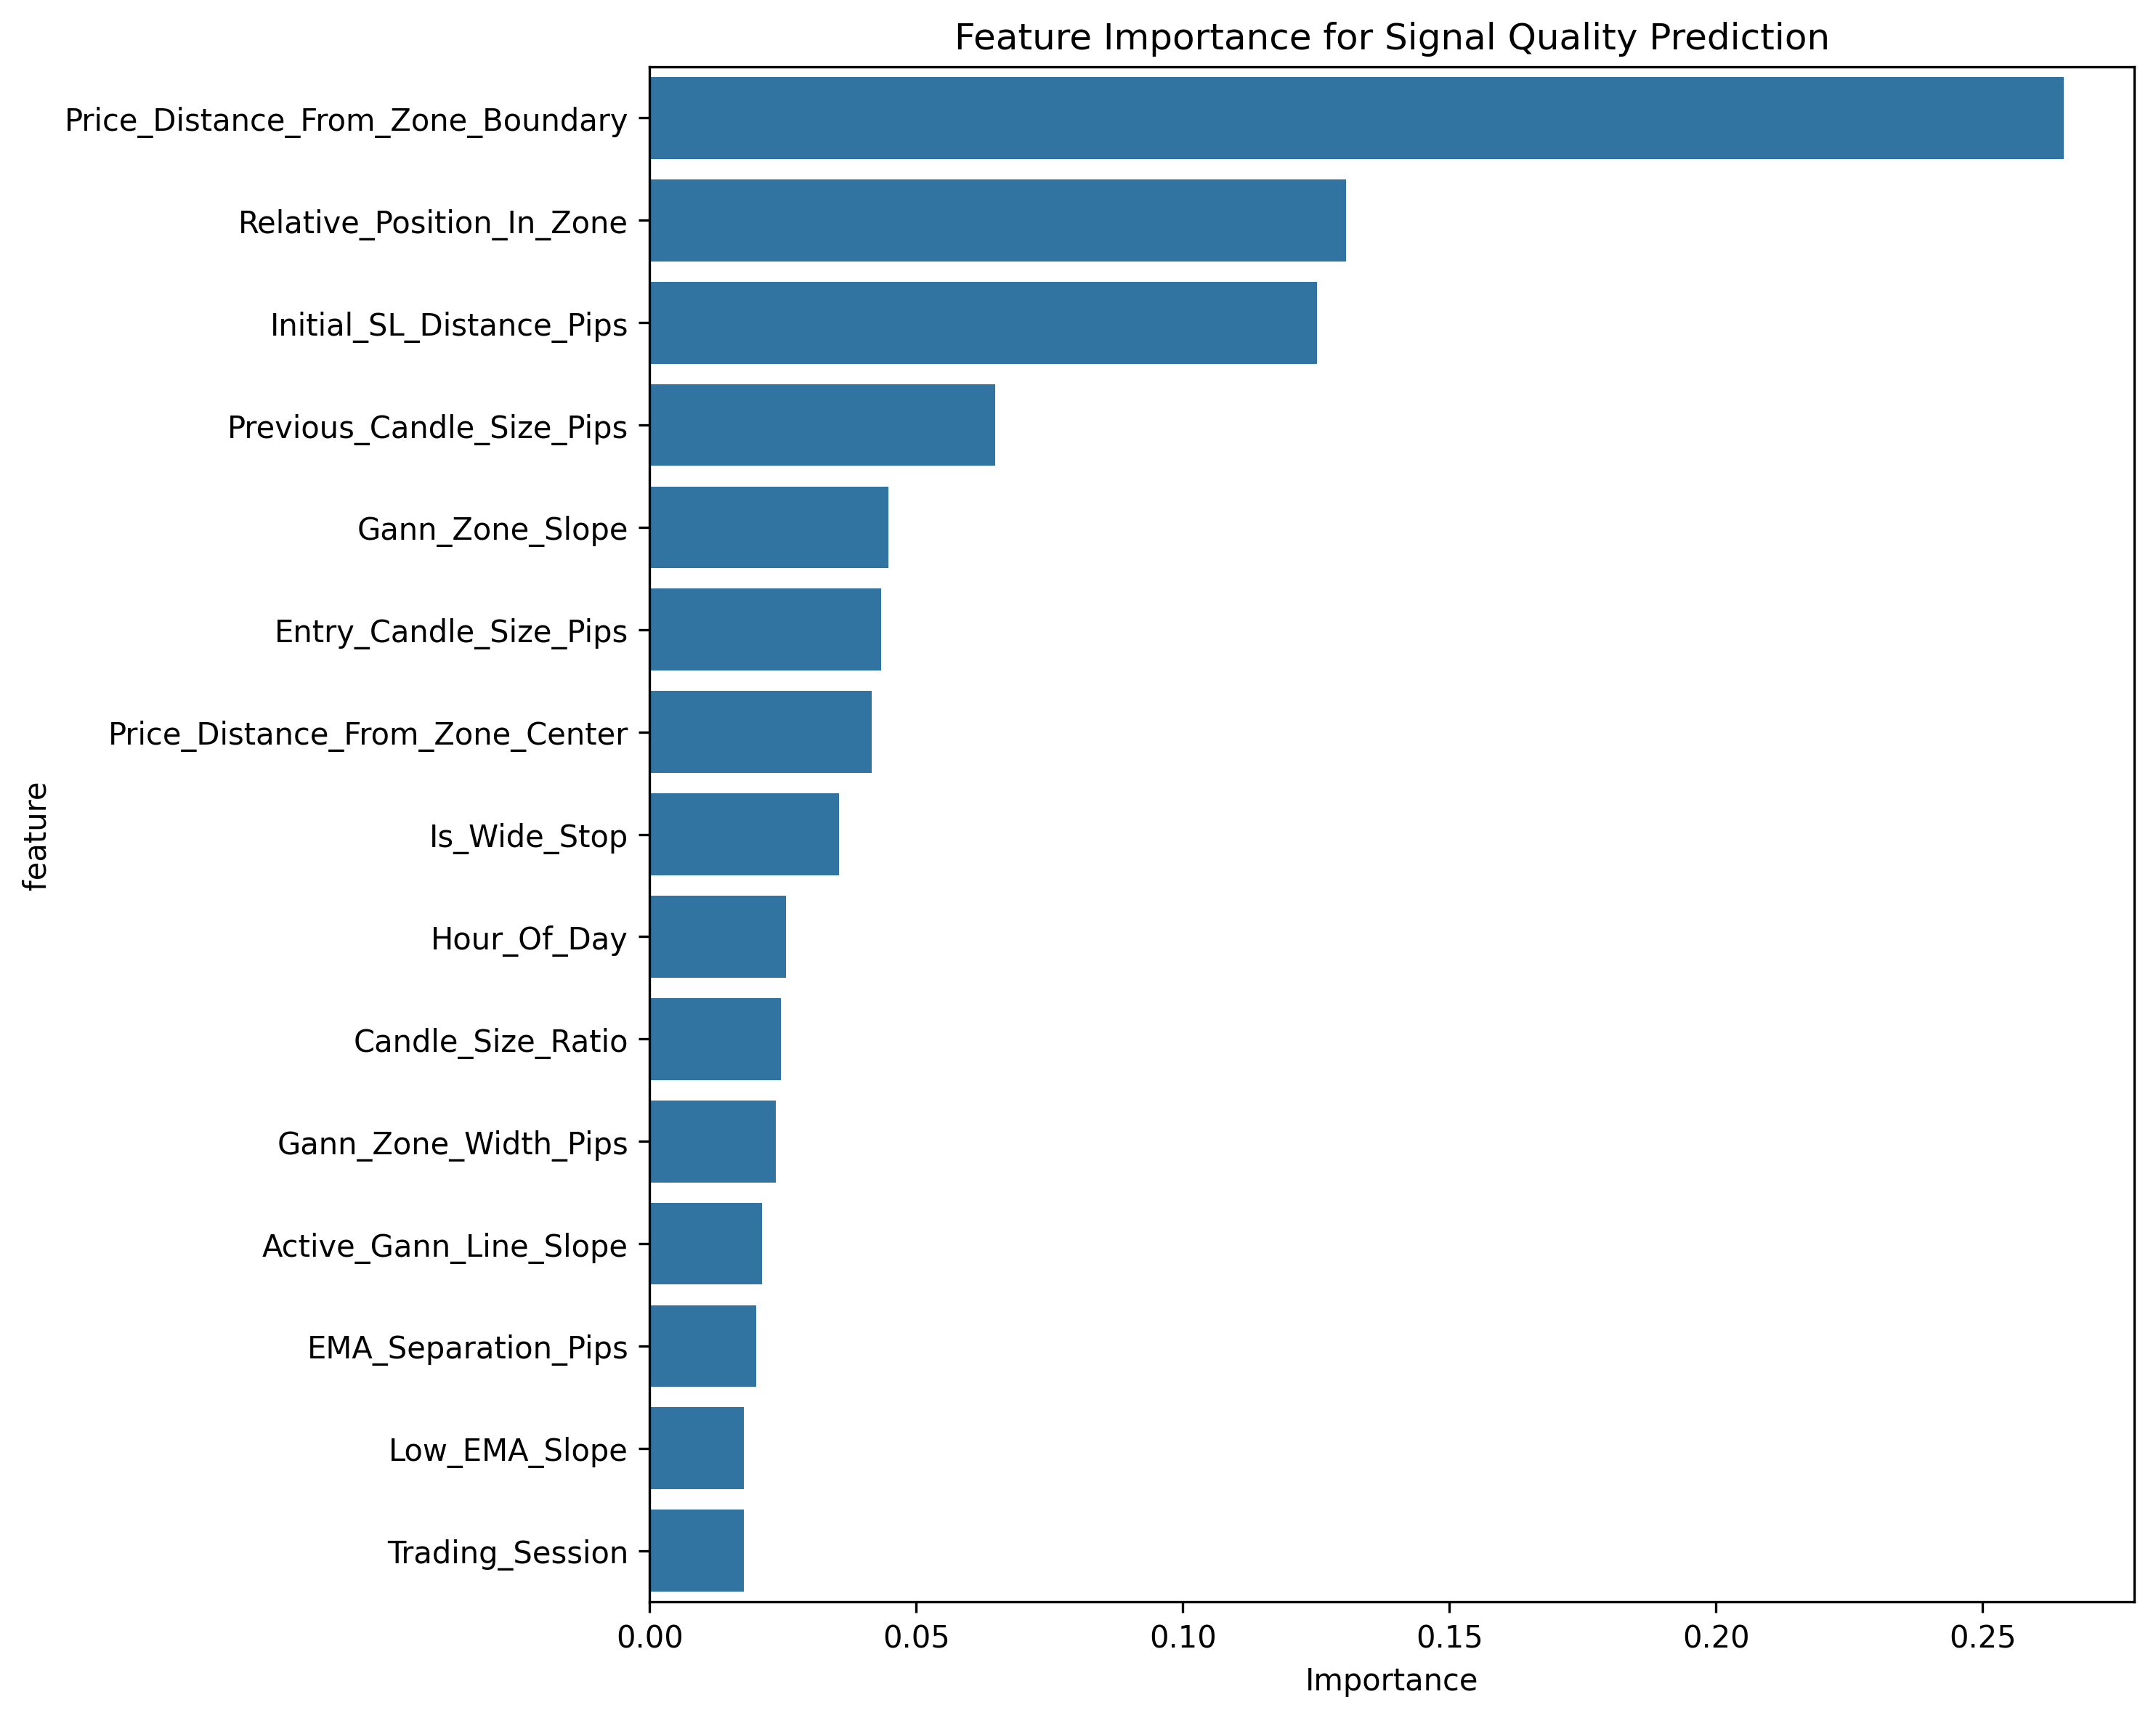 Feature Importance for Signal Quality Prediction
Price_Distance_From_Zone_Boundary
Relative_Position_In_Zone
Initial_SL_Distance_Pips
Previous_Candle_Size_Pips
Gann_Zone_Slope
Entry_Candle_Size_Pips
Price_Distance_From_Zone_Center
Is_Wide_Stop
Hour_Of_Day
Candle_Size_Ratio
Gann_Zone_Width_Pips
Active_Gann_Line_Slope
EMA_Separation_Pips
Low_EMA_Slope
Trading_Session
feature
0.00 0.05 0.10 0.15 0.20 0.25
Importance